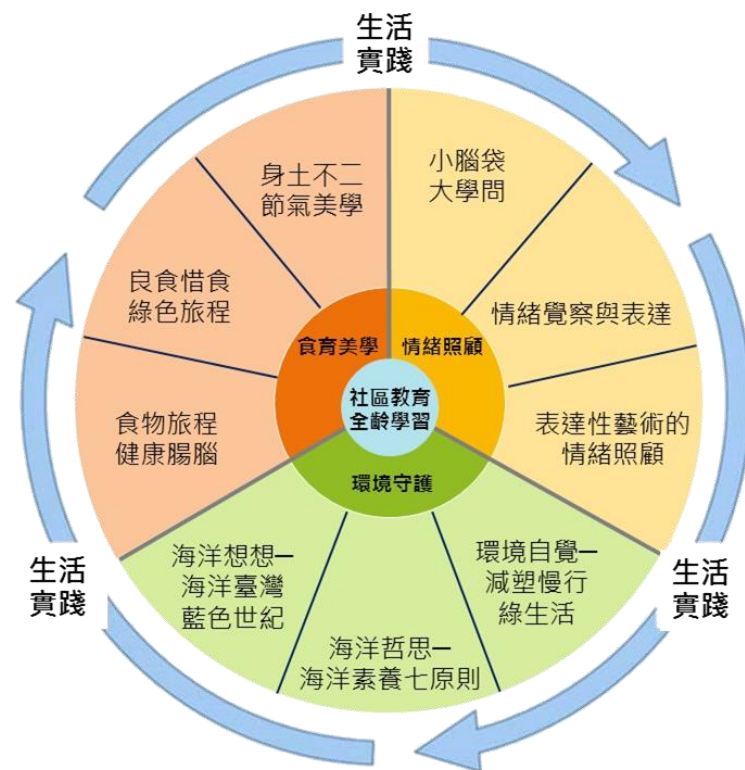 生活
實踐
身土不二
節氣美學
小腦袋
大學問
良食惜食
綠色旅程
情緒覺察與表達
食育美學
情緒照顧
社區教育
全齡學習
食物旅程
健康腸腦
表達性藝術的
情緒照顧
環境守護
海洋想想─
海洋臺灣
藍色世紀
海洋哲思─
海洋素養七原則
環境自覺─
減塑慢行
綠生活
生活
實踐
生活
實踐